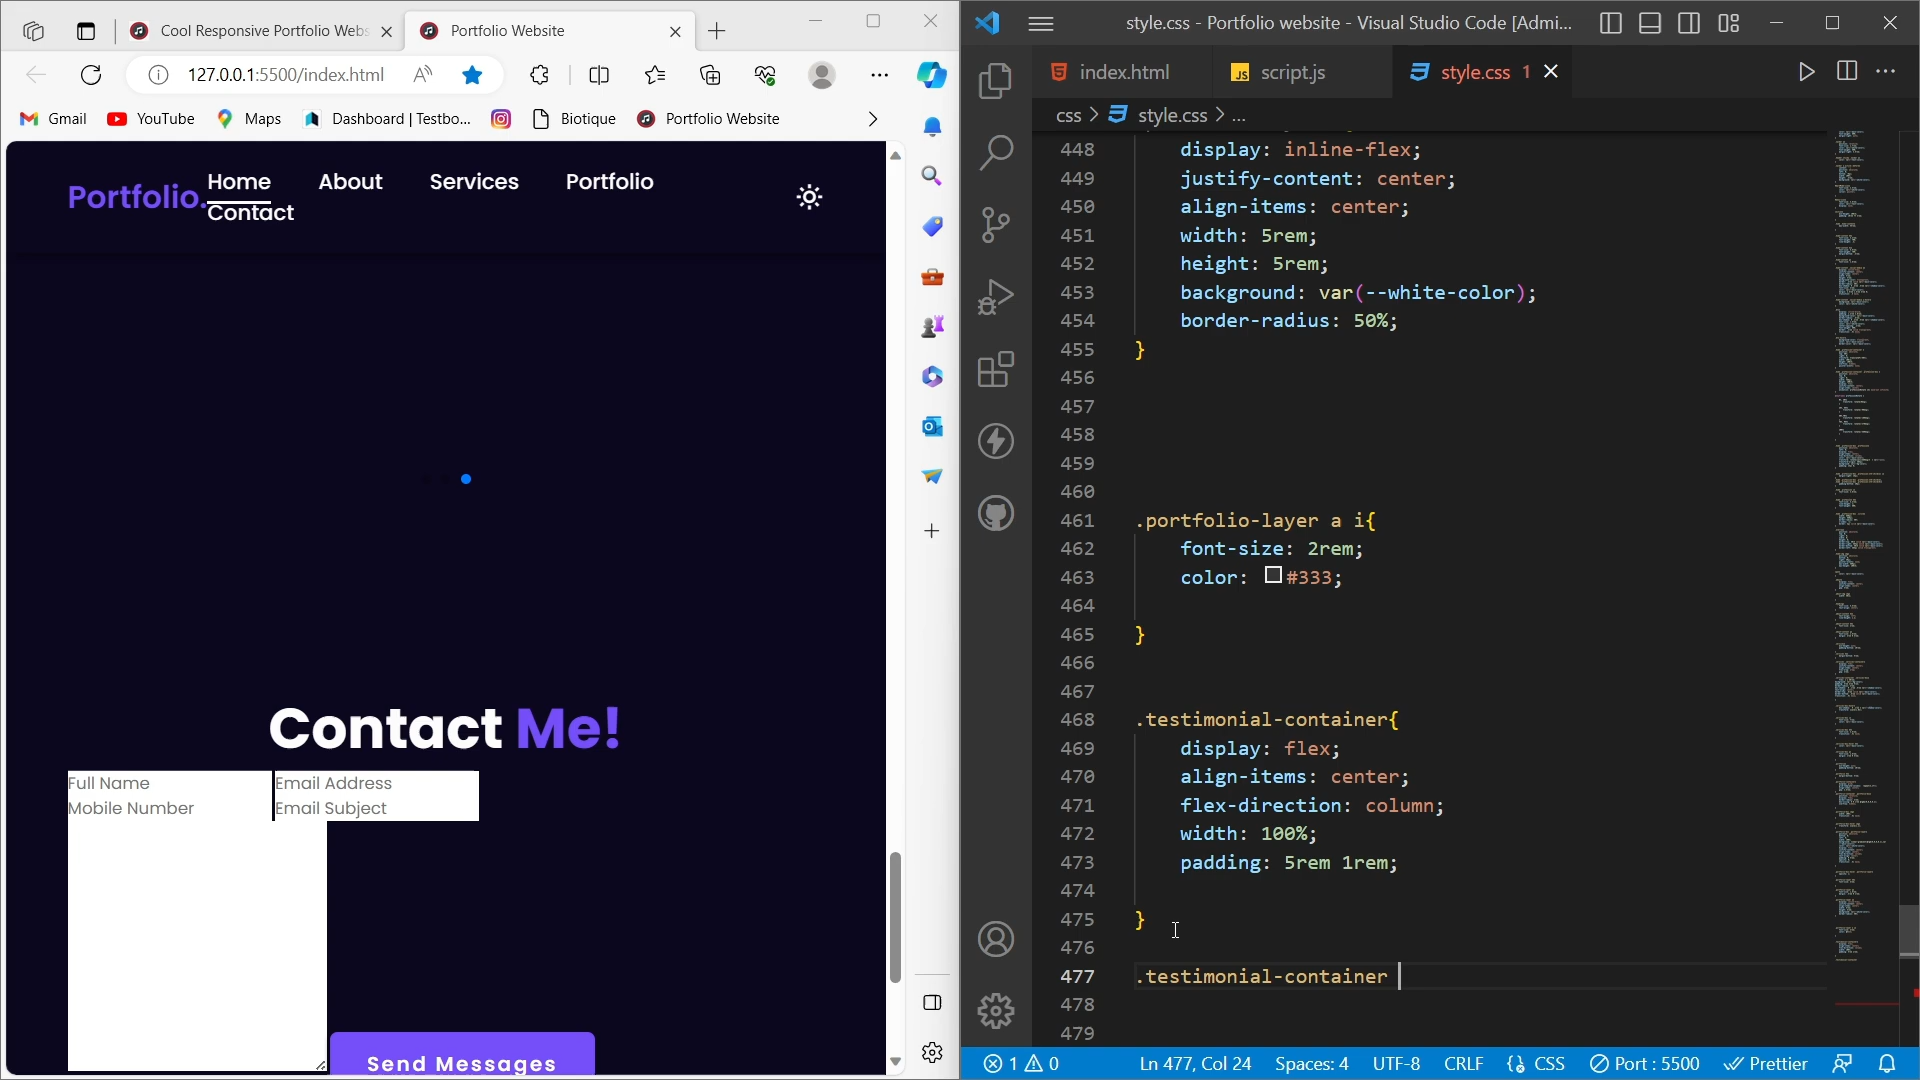 Cool Responsive Portfolio Webs
Portfolio Website
127.0.0.1:5500/index.html
Gmail
YouTube
Maps
Dashboard | Testbo...
Biotique
Portfolio Website
Portfolio.
Home
About
Services
Portfolio
Contact
Contact Me!
Full Name
Email Address
Mobile Number
Email Subject
Send Messages
style.css - Portfolio website - Visual Studio Code [Admi...
index.html
JS script.js
style.css 1
css > style.css > ...
448 display: inline-flex;
449 justify-content: center;
450 align-items: center;
451 width: 5rem;
452 height: 5rem;
453 background: var(--white-color);
454 border-radius: 50%;
455 }
456
457
458
459
460
461 .portfolio-layer a i{
462 font-size: 2rem;
463 color: #333;
464
465 }
466
467
468 .testimonial-container{
469 display: flex;
470 align-items: center;
471 flex-direction: column;
472 width: 100%;
473 padding: 5rem 1rem;
474
475 }
476
477 .testimonial-container
478
479
1 0 Ln 477, Col 24 Spaces: 4 UTF-8 CRLF CSS Port : 5500 Prettier